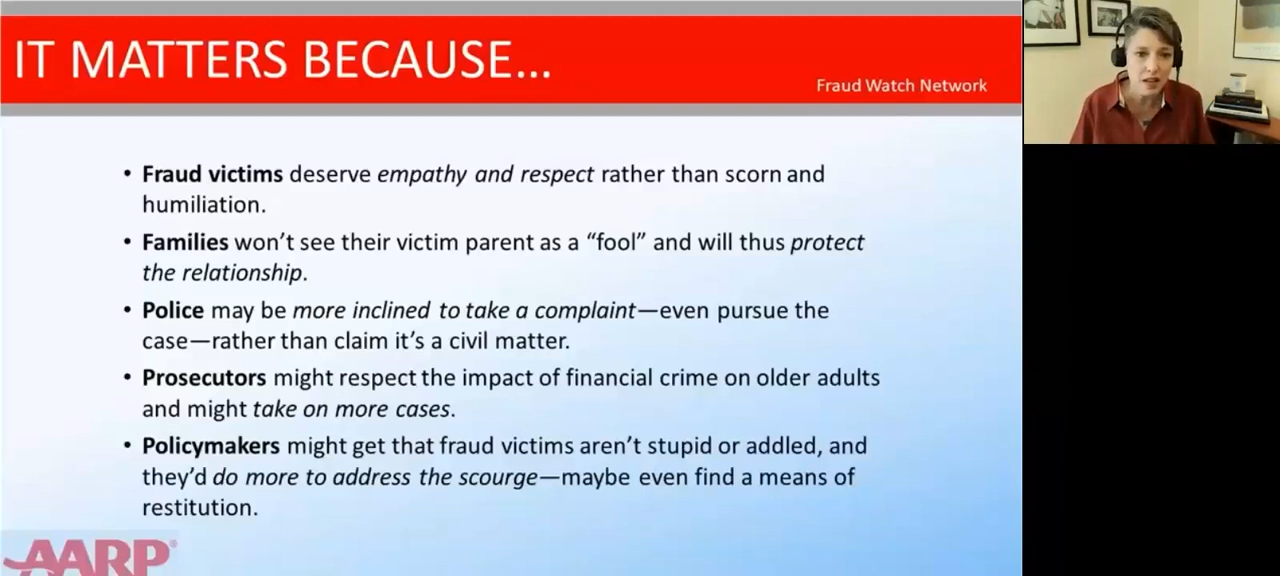 IT MATTERS BECAUSE...
Fraud Watch Network
• Fraud victims deserve empathy and respect rather than scorn and
humiliation.
• Families won’t see their victim parent as a “fool” and will thus protect
the relationship.
• Police may be more inclined to take a complaint—even pursue the
case—rather than claim it’s a civil matter.
• Prosecutors might respect the impact of financial crime on older adults
and might take on more cases.
• Policymakers might get that fraud victims aren’t stupid or addled, and
they’d do more to address the scourge—maybe even find a means of
restitution.
AARP®